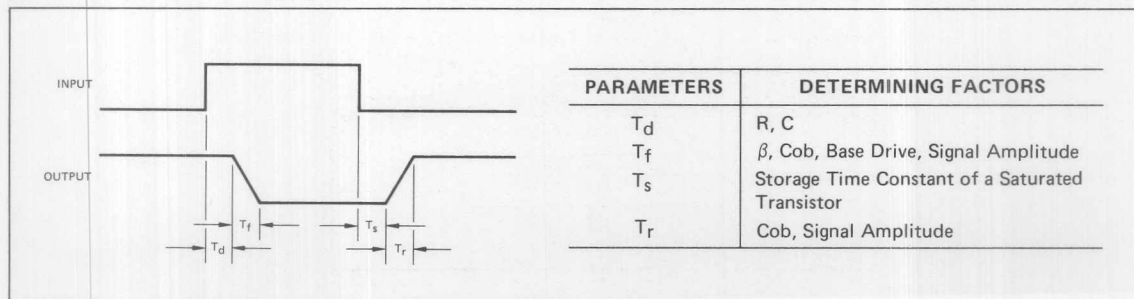 INPUT
OUTPUT
Tf
Td
Ts
Tr
PARAMETERS DETERMINING FACTORS
Td R, C
Tf β, Cob, Base Drive, Signal Amplitude
Ts Storage Time Constant of a Saturated
Transistor
Tr Cob, Signal Amplitude